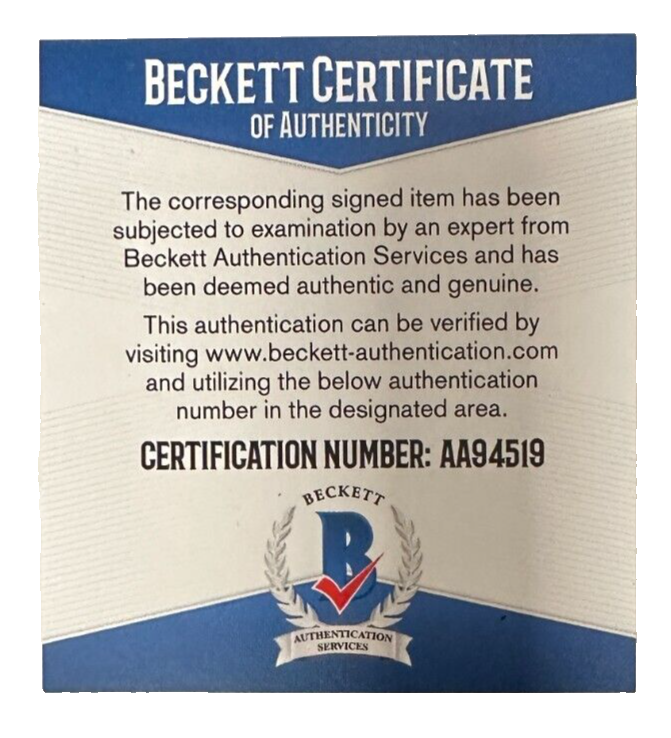 BECKETT CERTIFICATE
OF AUTHENTICITY
The corresponding signed item has been
subjected to examination by an expert from
Beckett Authentication Services and has
been deemed authentic and genuine.
This authentication can be verified by
visiting www.beckett-authentication.com
and utilizing the below authentication
number in the designated area.
CERTIFICATION NUMBER: AA94519
BECKETT
B
AUTHENTICATION
SERVICES